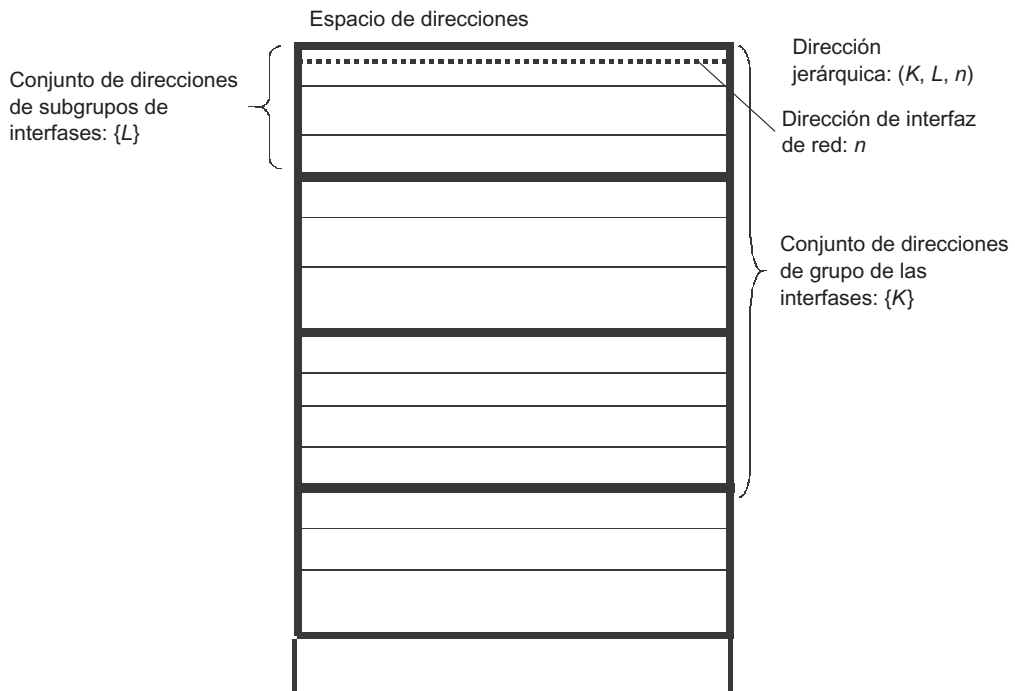 Espacio de direcciones
Conjunto de direcciones
de subgrupos de
interfases: {L}
Dirección
jerárquica: (K, L, n)
Dirección de interfaz
de red: n
Conjunto de direcciones
de grupo de las
interfases: {K}